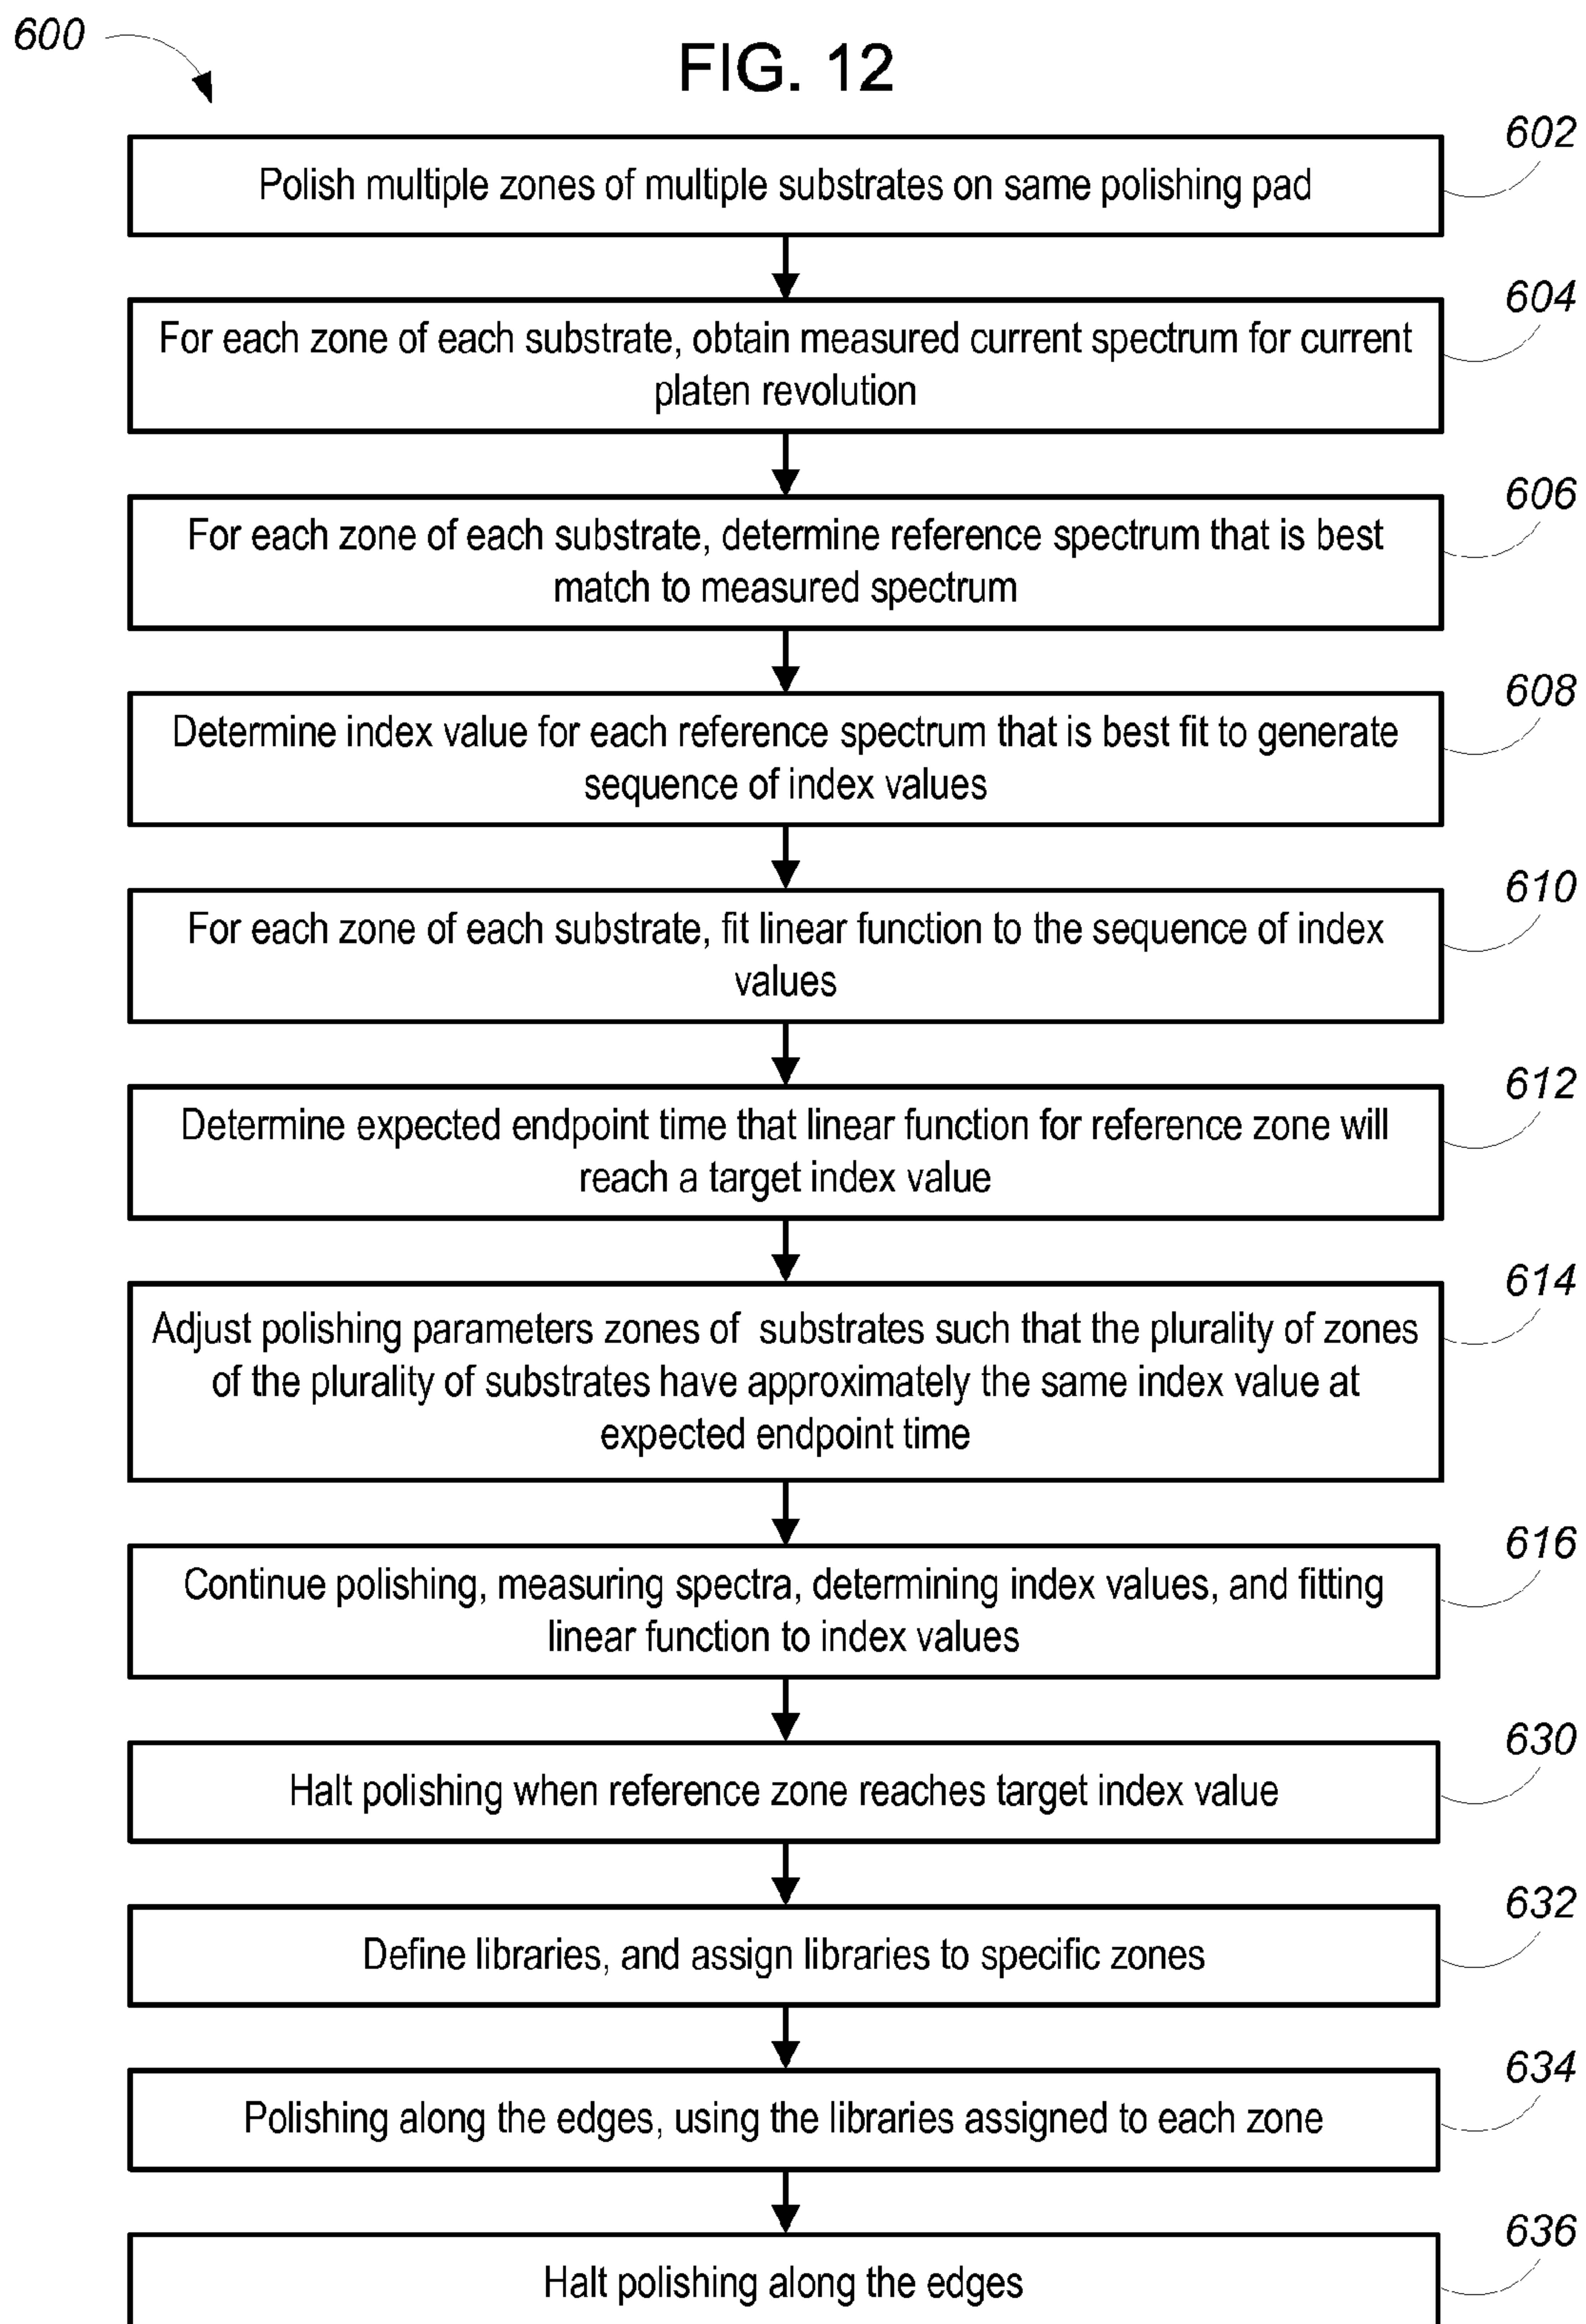 600
FIG. 12
602
Polish multiple zones of multiple substrates on same polishing pad
604
For each zone of each substrate, obtain measured current spectrum for current
platen revolution
606
For each zone of each substrate, determine reference spectrum that is best
match to measured spectrum
608
Determine index value for each reference spectrum that is best fit to generate
sequence of index values
610
For each zone of each substrate, fit linear function to the sequence of index
values
612
Determine expected endpoint time that linear function for reference zone will
reach a target index value
614
Adjust polishing parameters zones of substrates such that the plurality of zones
of the plurality of substrates have approximately the same index value at
expected endpoint time
616
Continue polishing, measuring spectra, determining index values, and fitting
linear function to index values
630
Halt polishing when reference zone reaches target index value
632
Define libraries, and assign libraries to specific zones
634
Polishing along the edges, using the libraries assigned to each zone
636
Halt polishing along the edges